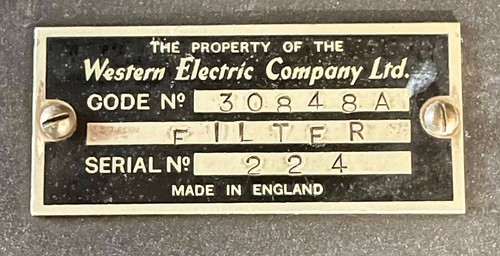 THE PROPERTY OF THE
Western Electric Company Ltd.
CODE Nº 30848A
FILTER
SERIAL Nº 224
MADE IN ENGLAND